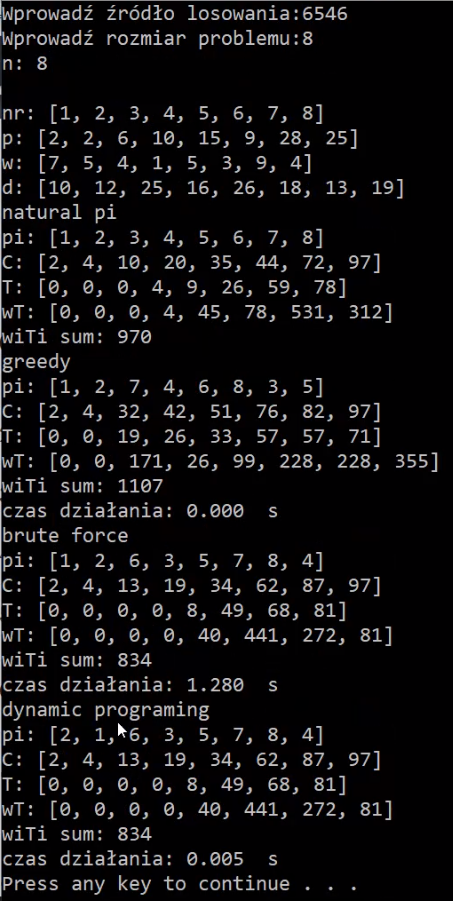 Wprowadź źródło losowania:6546
Wprowadź rozmiar problemu:8
n: 8
nr: [1, 2, 3, 4, 5, 6, 7, 8]
p: [2, 2, 6, 10, 15, 9, 28, 25]
w: [7, 5, 4, 1, 5, 3, 9, 4]
d: [10, 12, 25, 16, 26, 18, 13, 19]
natural pi
pi: [1, 2, 3, 4, 5, 6, 7, 8]
C: [2, 4, 10, 20, 35, 44, 72, 97]
T: [0, 0, 0, 4, 9, 26, 59, 78]
wT: [0, 0, 0, 4, 45, 78, 531, 312]
wiTi sum: 970
greedy
pi: [1, 2, 7, 4, 6, 8, 3, 5]
C: [2, 4, 32, 42, 51, 76, 82, 97]
T: [0, 0, 19, 26, 33, 57, 57, 71]
wT: [0, 0, 171, 26, 99, 228, 228, 355]
wiTi sum: 1107
czas działania: 0.000  s
brute force
pi: [1, 2, 6, 3, 5, 7, 8, 4]
C: [2, 4, 13, 19, 34, 62, 87, 97]
T: [0, 0, 0, 0, 8, 49, 68, 81]
wT: [0, 0, 0, 0, 40, 441, 272, 81]
wiTi sum: 834
czas działania: 1.280  s
dynamic programing
pi: [2, 1, 6, 3, 5, 7, 8, 4]
C: [2, 4, 13, 19, 34, 62, 87, 97]
T: [0, 0, 0, 0, 8, 49, 68, 81]
wT: [0, 0, 0, 0, 40, 441, 272, 81]
wiTi sum: 834
czas działania: 0.005  s
Press any key to continue . . .